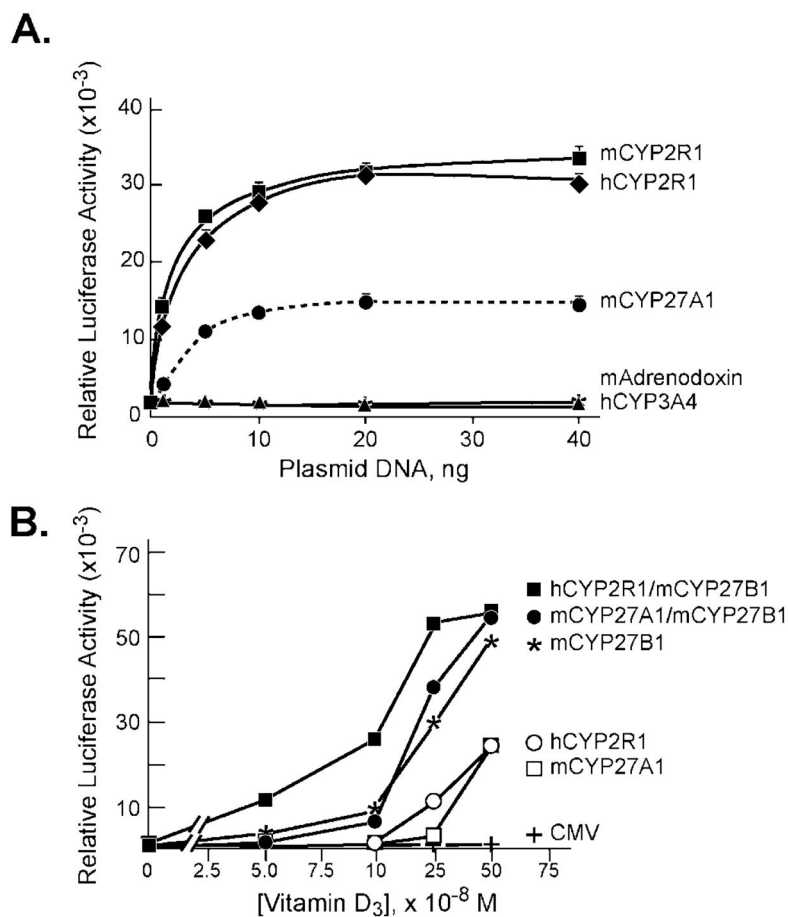 A.
Relative Luciferase Activity (x10-3)
40
30
20
10
0
0 10 20 30 40
Plasmid DNA, ng
mCYP2R1
hCYP2R1
mCYP27A1
mAdrenodoxin
hCYP3A4
B.
Relative Luciferase Activity (x10-3)
70
50
30
10
0 2.5 5.0 7.5 10 25 50 75
[Vitamin D3], x 10-8 M
hCYP2R1/mCYP27B1
mCYP27A1/mCYP27B1
mCYP27B1
hCYP2R1
mCYP27A1
CMV